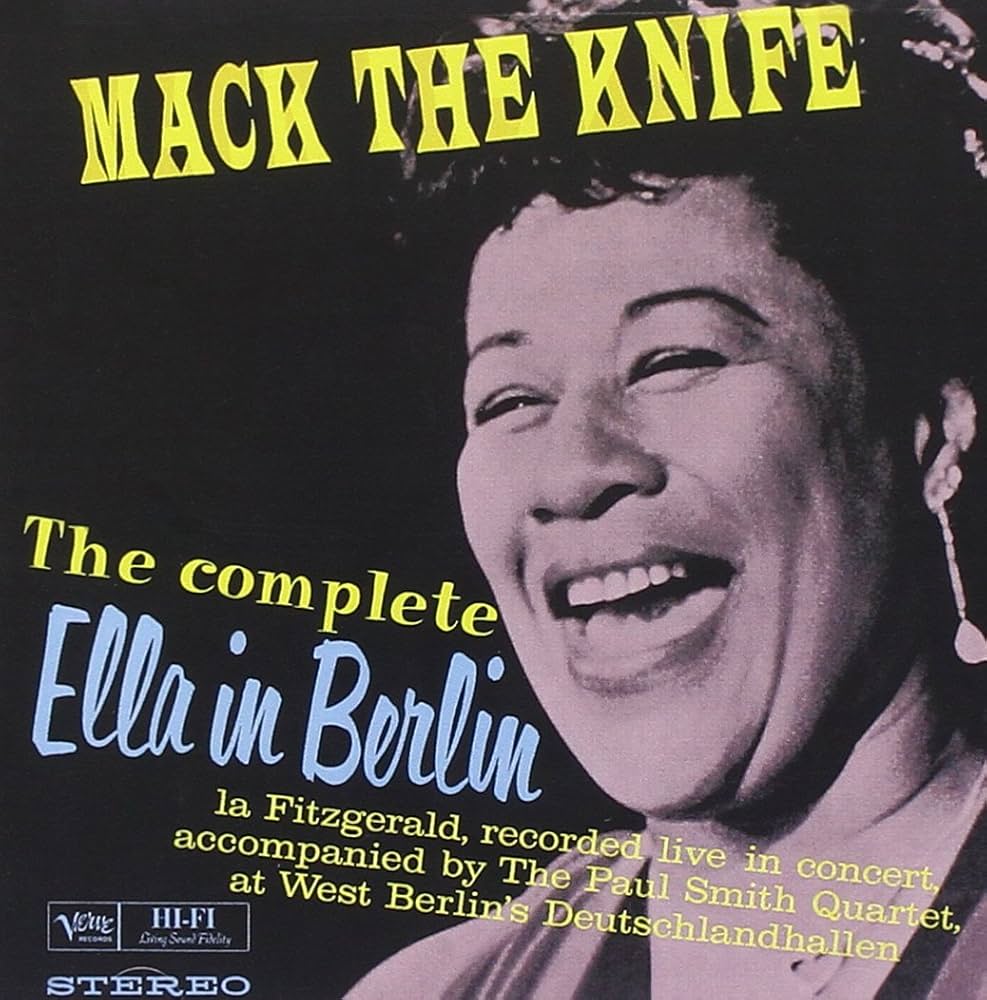 MACK THE KNIFE
The complete
Ella in Berlin
la Fitzgerald, recorded live in concert,
accompanied by The Paul Smith Quartet,
at West Berlin's Deutschlandhallen
Verve
RECORDS
HI-FI
Living Sound Fidelity
STEREO